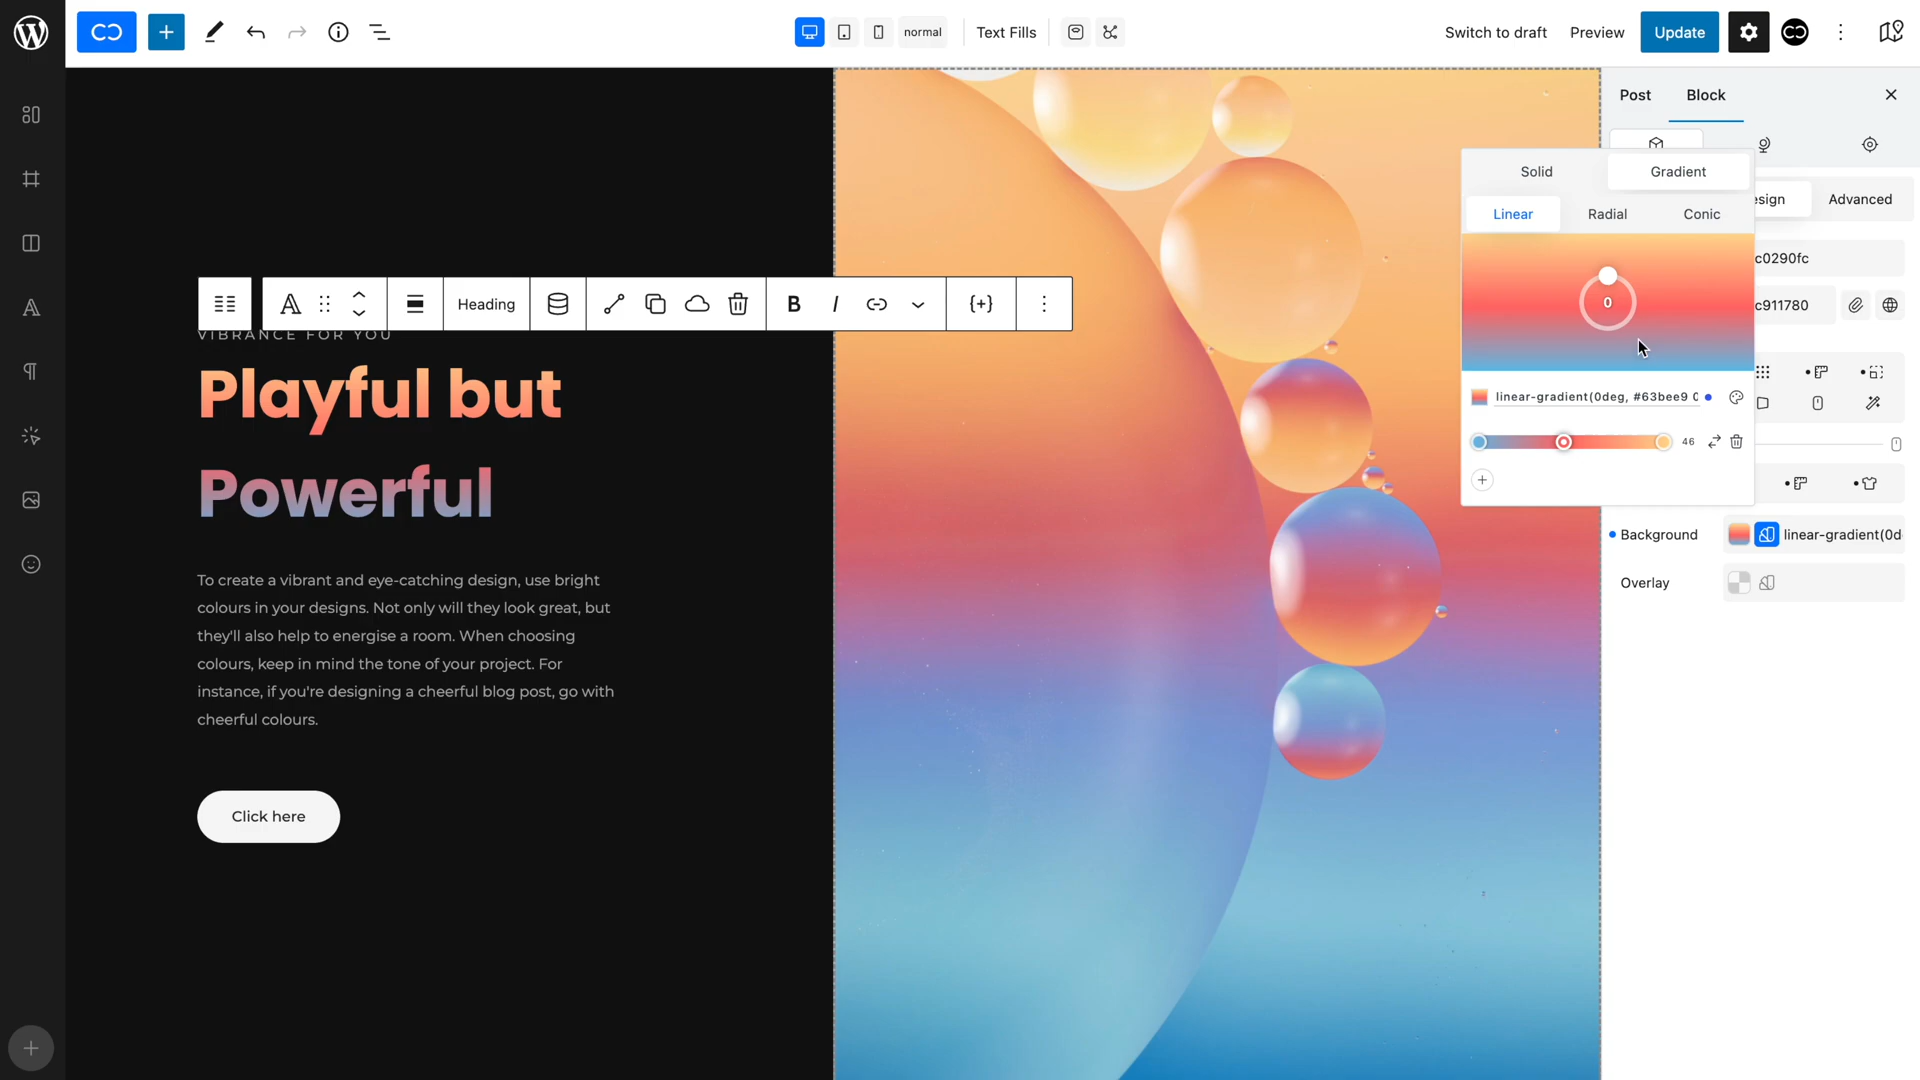 normal
Text Fills
Switch to draft
Preview
Update
Post
Block
Solid
Gradient
Linear
Radial
Conic
esign
Advanced
c0290fc
0
c911780
linear-gradient(0deg, #63bee9 0
46
Background
linear-gradient(0d
Overlay
Heading
B
I
VIBRANCE FOR YOU
Playful but
Powerful
To create a vibrant and eye-catching design, use bright
colours in your designs. Not only will they look great, but
they'll also help to energise a room. When choosing
colours, keep in mind the tone of your project. For
instance, if you're designing a cheerful blog post, go with
cheerful colours.
Click here